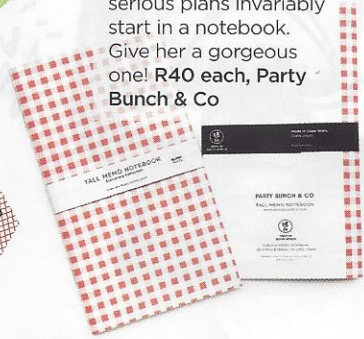 serious plans invariably
start in a notebook.
Give her a gorgeous
one! R40 each, Party
Bunch & Co
TALL MEMO NOTEBOOK
PARTY BUNCH & CO
TALL MEMO NOTEBOOK